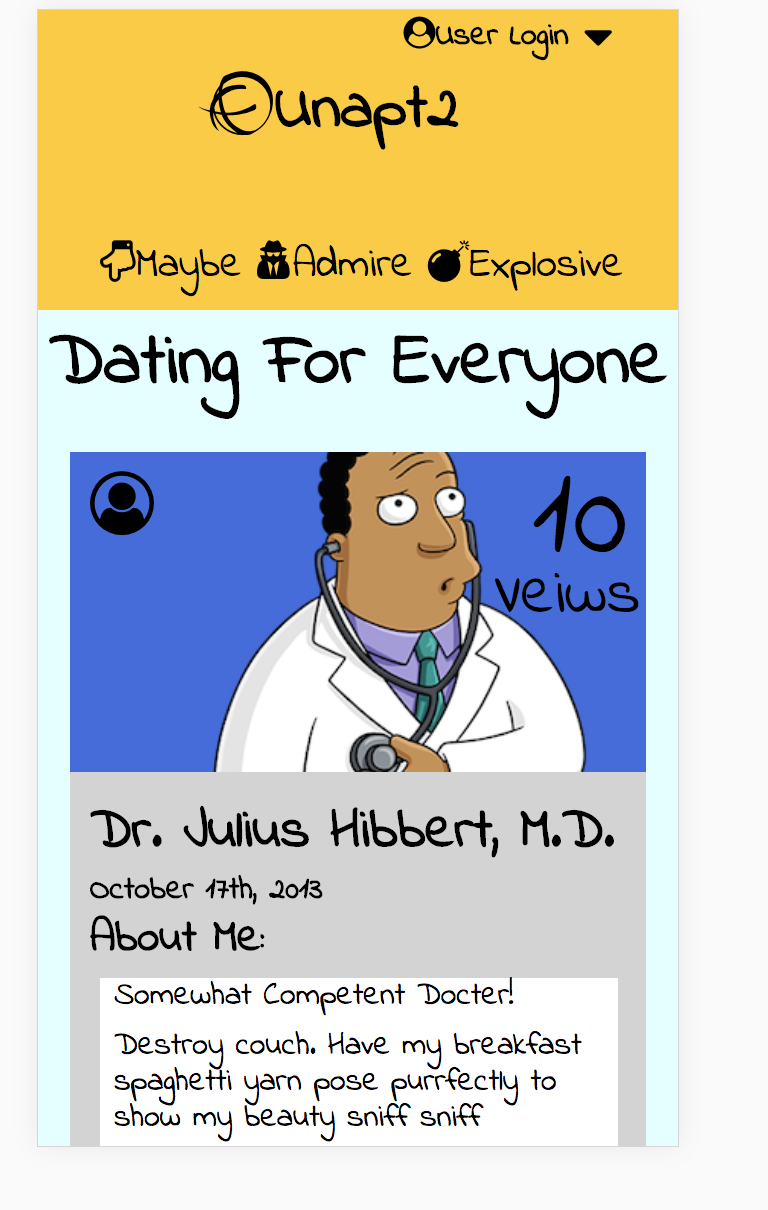 user Login
Eunapt2
Maybe Admire Explosive
Dating For Everyone
10
veiws
Dr. Julius Hibbert, M.D.
October 17th, 2013
About Me:
Somewhat Competent Docter!
Destroy couch. Have my breakfast
spaghetti yarn pose purrfectly to
show my beauty sniff sniff